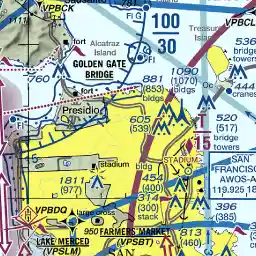 VPBCK
fort
Alcatraz
Island
100
30
Fl
Treasure
Island
VPBCL
GOLDEN GATE
BRIDGE
Fl
536
bridge
towers
760
fort
881
(853)
bldgs
1090
(1070)
bldgs
444
cranes
Presidio
605
(539)
520
(517)
bridge
towers
T
15
stadium
1811
(977)
bldg
454
(400)
STADIUM
SAN
FRANCISCO
AWOS-A
119.925
314
(300)
stack
396
(385)
VPBDQ
large cross
LAKE MERCED
(VPSLM)
950
FARMERS' MARKET
(VPSBT)
813
(460)